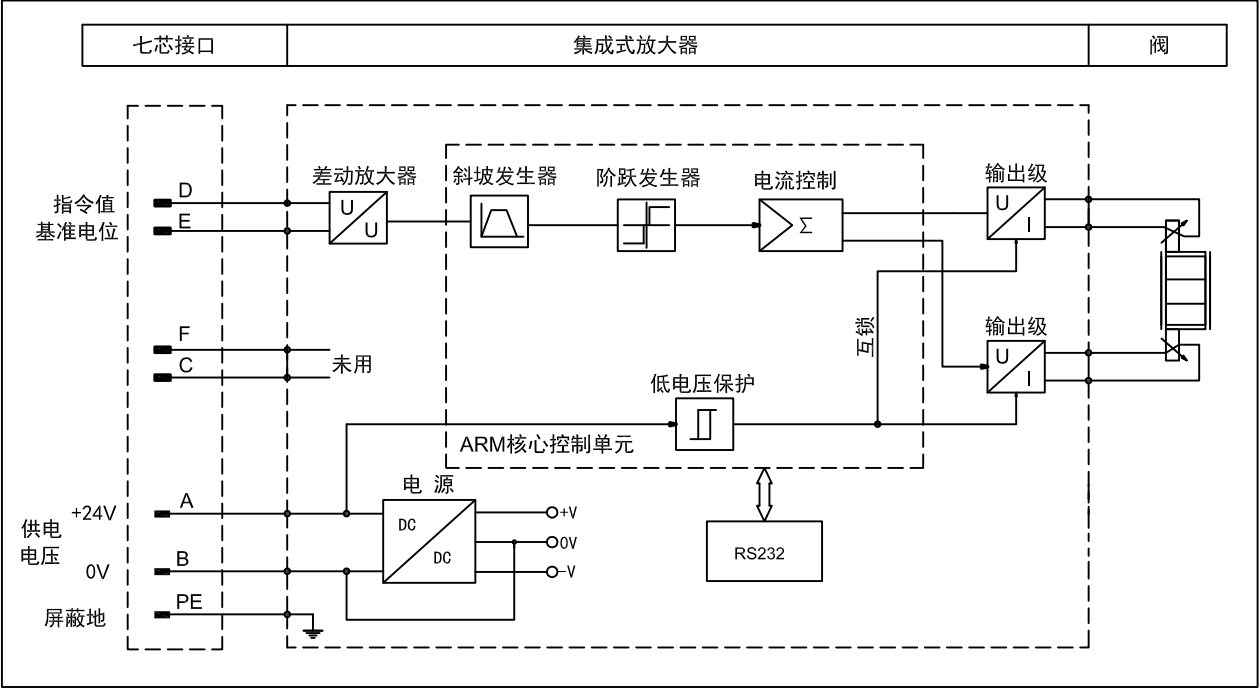 七芯接口
集成式放大器
阀
差动放大器
斜坡发生器
阶跃发生器
电流控制
输出级
指令值
D
基准电位
E
U
U
Σ
U
I
F
未用
C
互锁
输出级
U
I
低电压保护
ARM核心控制单元
电 源
供电
电压
+24V
A
DC
DC
+V
0V
-V
0V
B
RS232
屏蔽地
PE